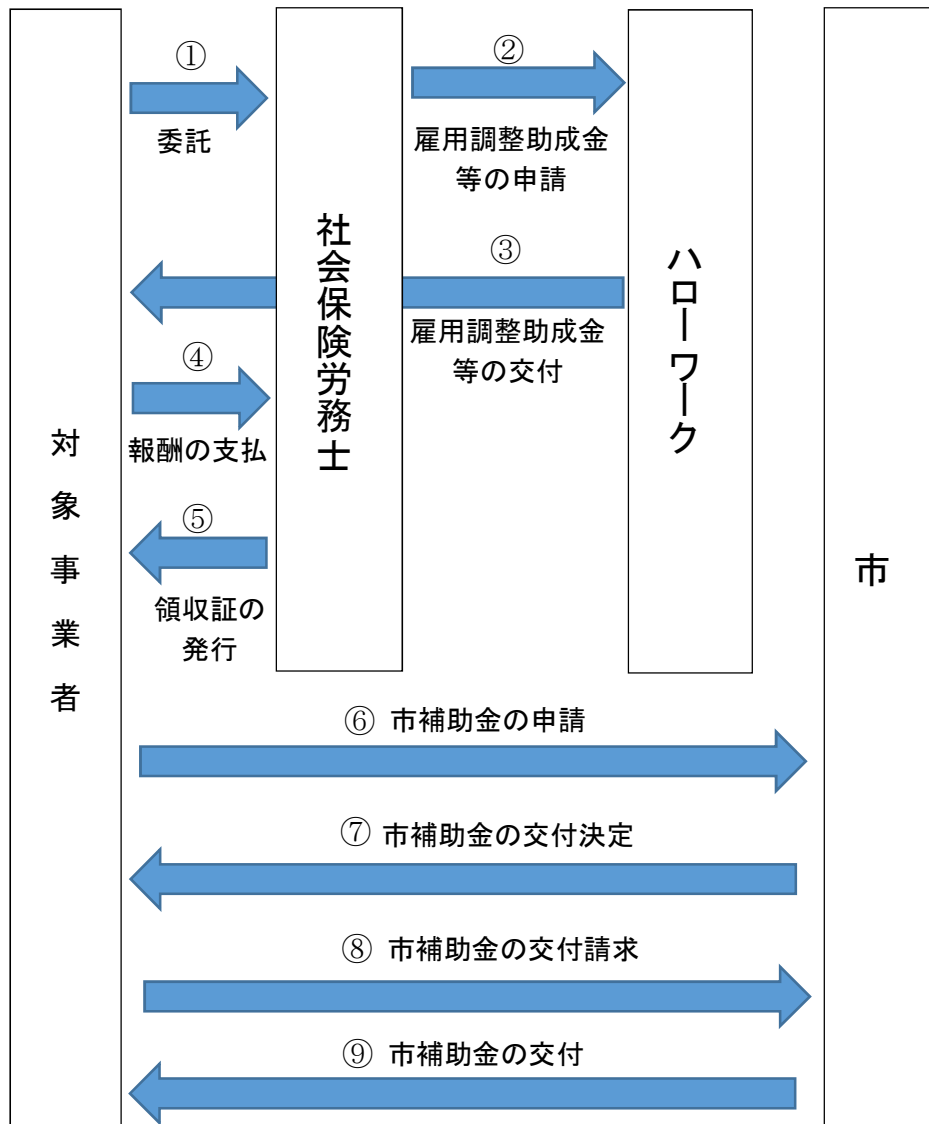 ①
委託
②
雇用調整助成金
等の申請
③
雇用調整助成金
等の交付
④
報酬の支払
⑤
領収証の
発行
対象事業者
社会保険労務士
ハローワーク
市
⑥ 市補助金の申請
⑦ 市補助金の交付決定
⑧ 市補助金の交付請求
⑨ 市補助金の交付